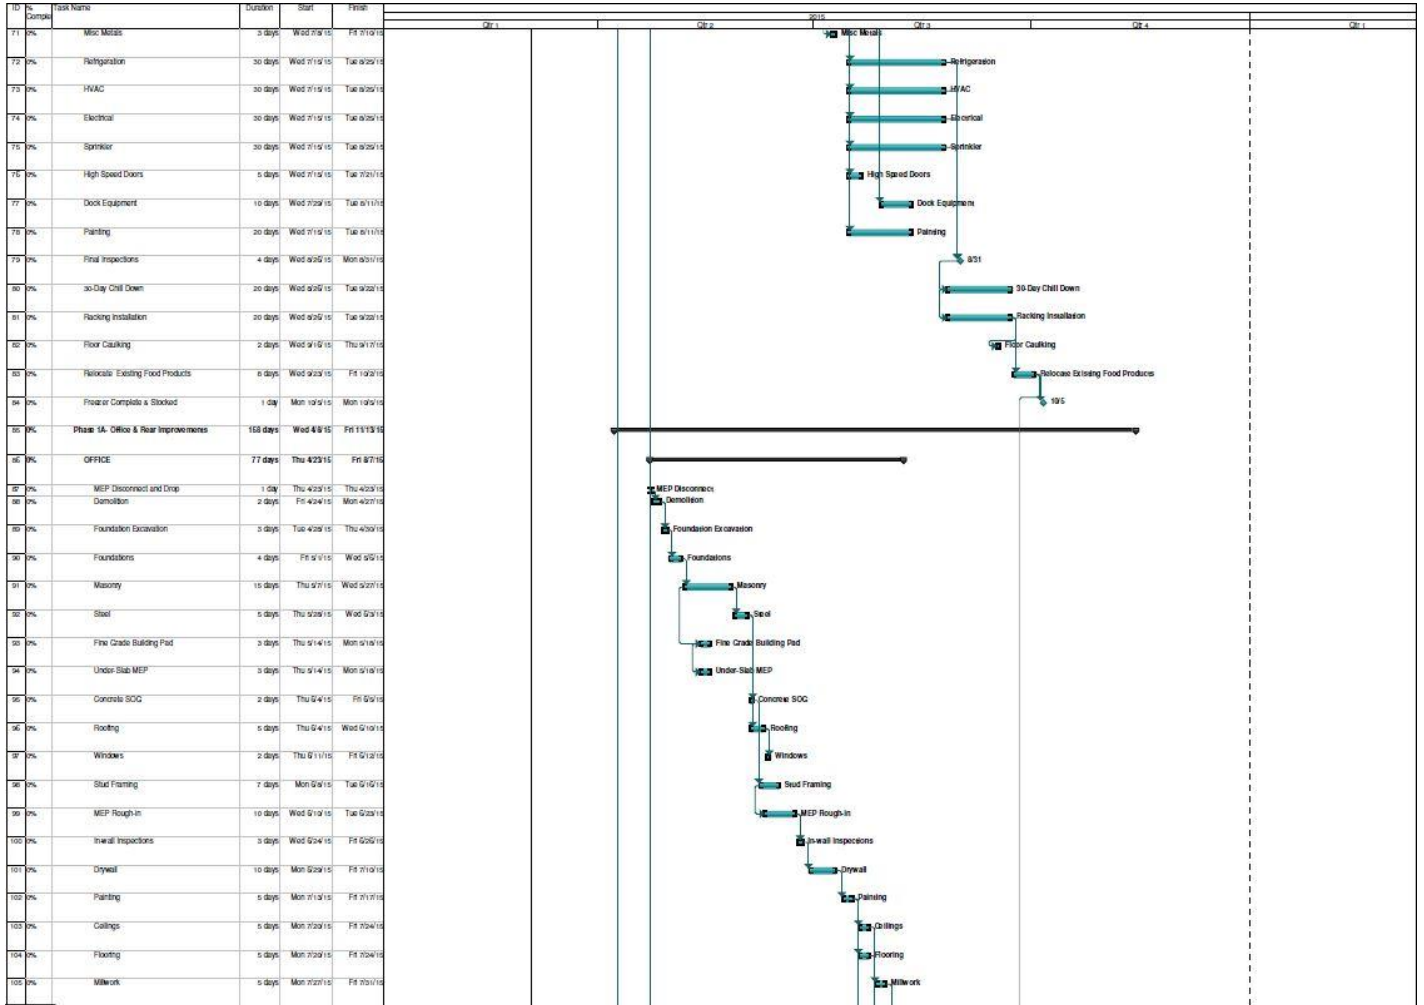 ID % Comple Task Name Duration Start Finish
2015
Qtr 1 Qtr 2 Qtr 3 Qtr 4 Qtr 1
71 0% Misc Metals 3 days Wed 7/8/15 Fri 7/10/15 Misc Metals
72 0% Refrigeration 30 days Wed 7/15/15 Tue 8/25/15 Refrigeration
73 0% HVAC 30 days Wed 7/15/15 Tue 8/25/15 HVAC
74 0% Electrical 30 days Wed 7/15/15 Tue 8/25/15 Electrical
75 0% Sprinkler 30 days Wed 7/15/15 Tue 8/25/15 Sprinkler
76 0% High Speed Doors 5 days Wed 7/15/15 Tue 7/21/15 High Speed Doors
77 0% Dock Equipment 10 days Wed 7/29/15 Tue 8/11/15 Dock Equipment
78 0% Painting 20 days Wed 7/15/15 Tue 8/11/15 Painting
79 0% Final Inspections 4 days Wed 8/26/15 Mon 8/31/15 8/31
80 0% 30-Day Chill Down 20 days Wed 8/26/15 Tue 9/22/15 30-Day Chill Down
81 0% Racking Installation 20 days Wed 8/26/15 Tue 9/22/15 Racking Installation
82 0% Floor Caulking 2 days Wed 9/16/15 Thu 9/17/15 Floor Caulking
83 0% Relocate Existing Food Products 8 days Wed 9/23/15 Fri 10/2/15 Relocate Existing Food Products
84 0% Freezer Complete & Stocked 1 day Mon 10/5/15 Mon 10/5/15 10/5
85 0% Phase 1A- Office & Rear Improvements 158 days Wed 4/8/15 Fri 11/13/15
86 0% OFFICE 77 days Thu 4/23/15 Fri 8/7/15
87 0% MEP Disconnect and Drop 1 day Thu 4/23/15 Thu 4/23/15 MEP Disconnect
88 0% Demolition 2 days Fri 4/24/15 Mon 4/27/15 Demolition
89 0% Foundation Excavation 3 days Tue 4/28/15 Thu 4/30/15 Foundation Excavation
90 0% Foundations 4 days Fri 5/1/15 Wed 5/6/15 Foundations
91 0% Masonry 15 days Thu 5/7/15 Wed 5/27/15 Masonry
92 0% Steel 5 days Thu 5/28/15 Wed 6/3/15 Steel
93 0% Fine Grade Building Pad 3 days Thu 5/14/15 Mon 5/18/15 Fine Grade Building Pad
94 0% Under-Slab MEP 3 days Thu 5/14/15 Mon 5/18/15 Under-Slab MEP
95 0% Concrete SOG 2 days Thu 6/4/15 Fri 6/5/15 Concrete SOG
96 0% Roofing 5 days Thu 6/4/15 Wed 6/10/15 Roofing
97 0% Windows 2 days Thu 6/11/15 Fri 6/12/15 Windows
98 0% Stud Framing 7 days Mon 6/8/15 Tue 6/16/15 Stud Framing
99 0% MEP Rough-in 10 days Wed 6/10/15 Tue 6/23/15 MEP Rough-in
100 0% In-wall Inspections 3 days Wed 6/24/15 Fri 6/26/15 In-wall Inspections
101 0% Drywall 10 days Mon 6/29/15 Fri 7/10/15 Drywall
102 0% Painting 5 days Mon 7/13/15 Fri 7/17/15 Painting
103 0% Ceilings 5 days Mon 7/20/15 Fri 7/24/15 Ceilings
104 0% Flooring 5 days Mon 7/20/15 Fri 7/24/15 Flooring
105 0% Millwork 5 days Mon 7/27/15 Fri 7/31/15 Millwork